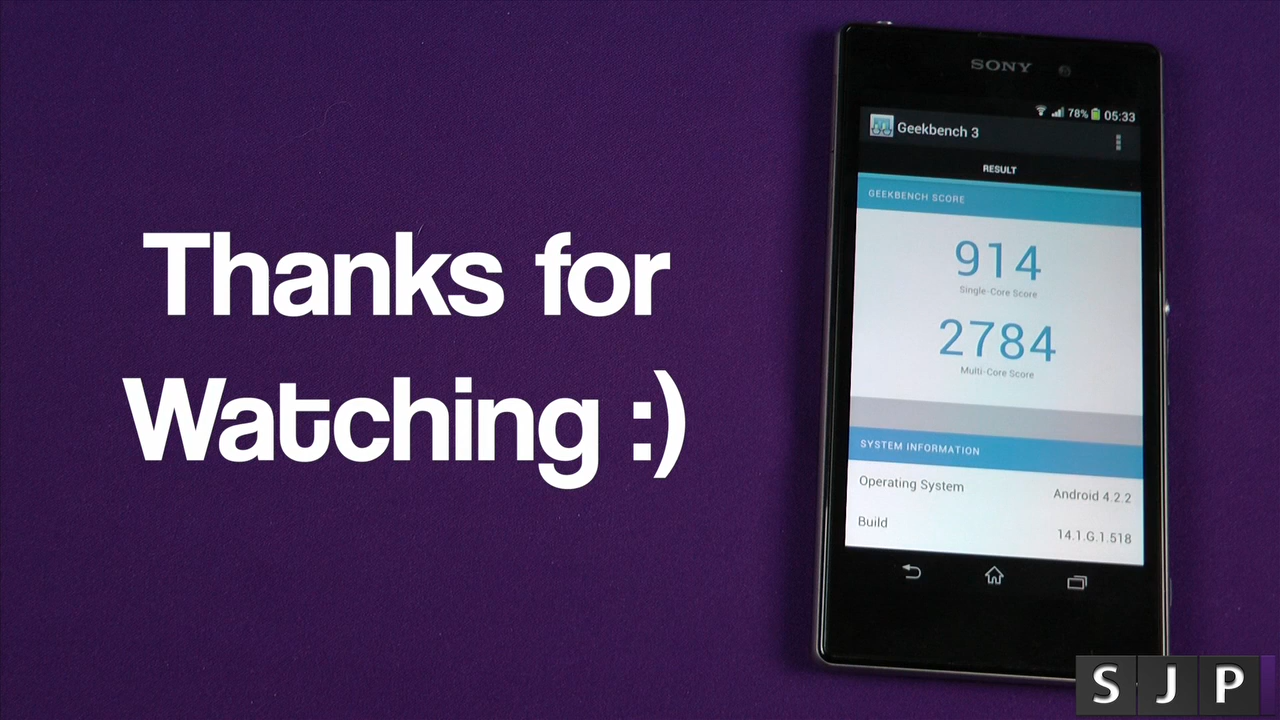 Thanks for
Watching :)
SONY
78% 05:33
Geekbench 3
RESULT
GEEKBENCH SCORE
914
Single-Core Score
2784
Multi-Core Score
SYSTEM INFORMATION
Operating System Android 4.2.2
Build 14.1.G.1.518
SJP